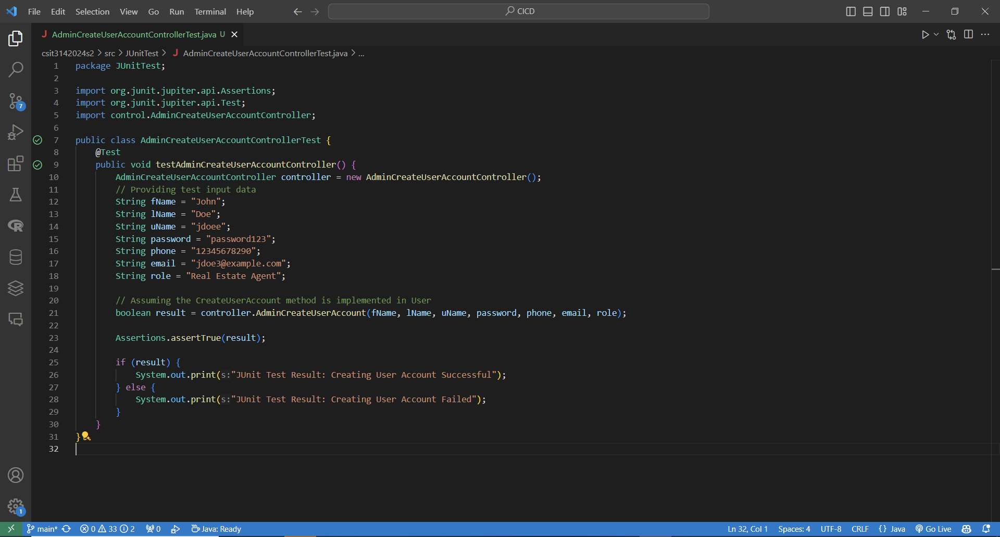 File Edit Selection View Go Run Terminal Help
CICD
J AdminCreateUserAccountControllerTest.java U
csit3142024s2 > src > JUnitTest > J AdminCreateUserAccountControllerTest.java > ...
1 package JUnitTest;
2
3 import org.junit.jupiter.api.Assertions;
4 import org.junit.jupiter.api.Test;
5 import control.AdminCreateUserAccountController;
6
7 public class AdminCreateUserAccountControllerTest {
8 @Test
9 public void testAdminCreateUserAccountController() {
10 AdminCreateUserAccountController controller = new AdminCreateUserAccountController();
11 // Providing test input data
12 String fName = "John";
13 String lName = "Doe";
14 String uName = "jdoee";
15 String password = "password123";
16 String phone = "12345678290";
17 String email = "jdoe3@example.com";
18 String role = "Real Estate Agent";
19
20 // Assuming the CreateUserAccount method is implemented in User
21 boolean result = controller.AdminCreateUserAccount(fName, lName, uName, password, phone, email, role);
22
23 Assertions.assertTrue(result);
24
25 if (result) {
26 System.out.print(s:"JUnit Test Result: Creating User Account Successful");
27 } else {
28 System.out.print(s:"JUnit Test Result: Creating User Account Failed");
29 }
30 }
31 }
32
7
R
1
main* 0 33 2 0 Java: Ready Ln 32, Col 1 Spaces: 4 UTF-8 CRLF {} Java Go Live